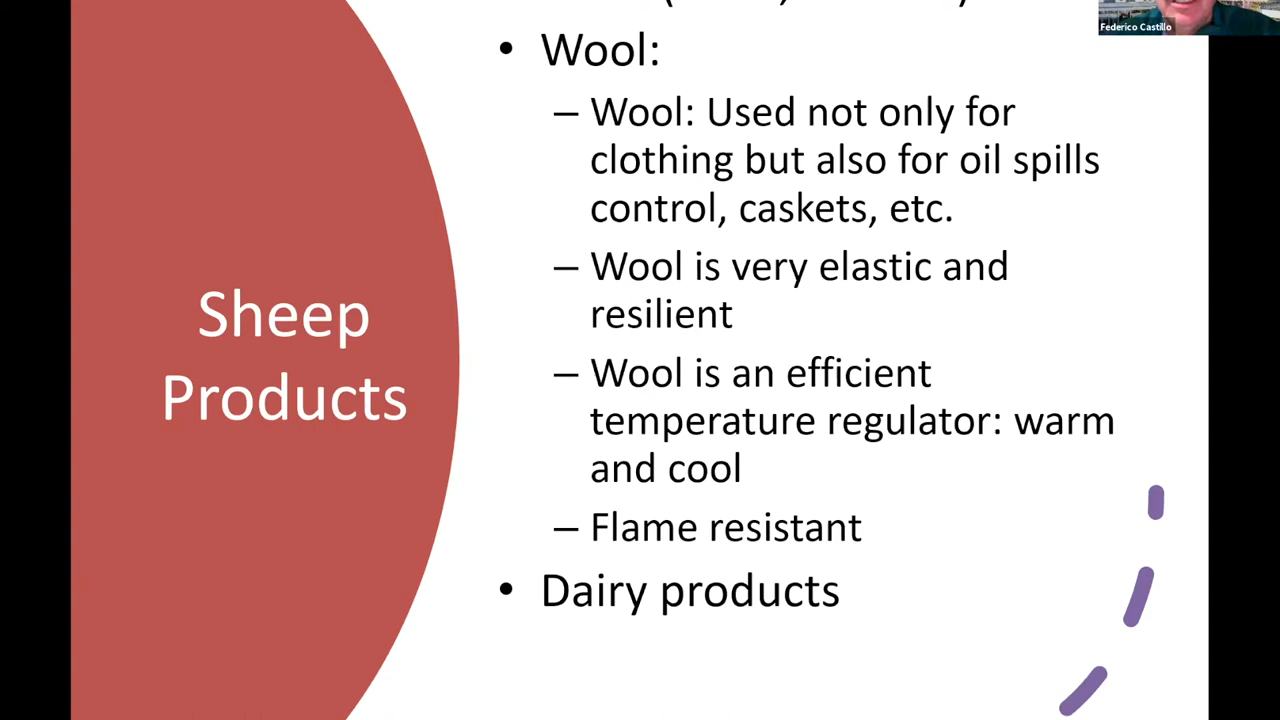 Federico Castillo
• Wool:
– Wool: Used not only for
clothing but also for oil spills
control, caskets, etc.
– Wool is very elastic and
resilient
– Wool is an efficient
temperature regulator: warm
and cool
– Flame resistant
• Dairy products
Sheep
Products